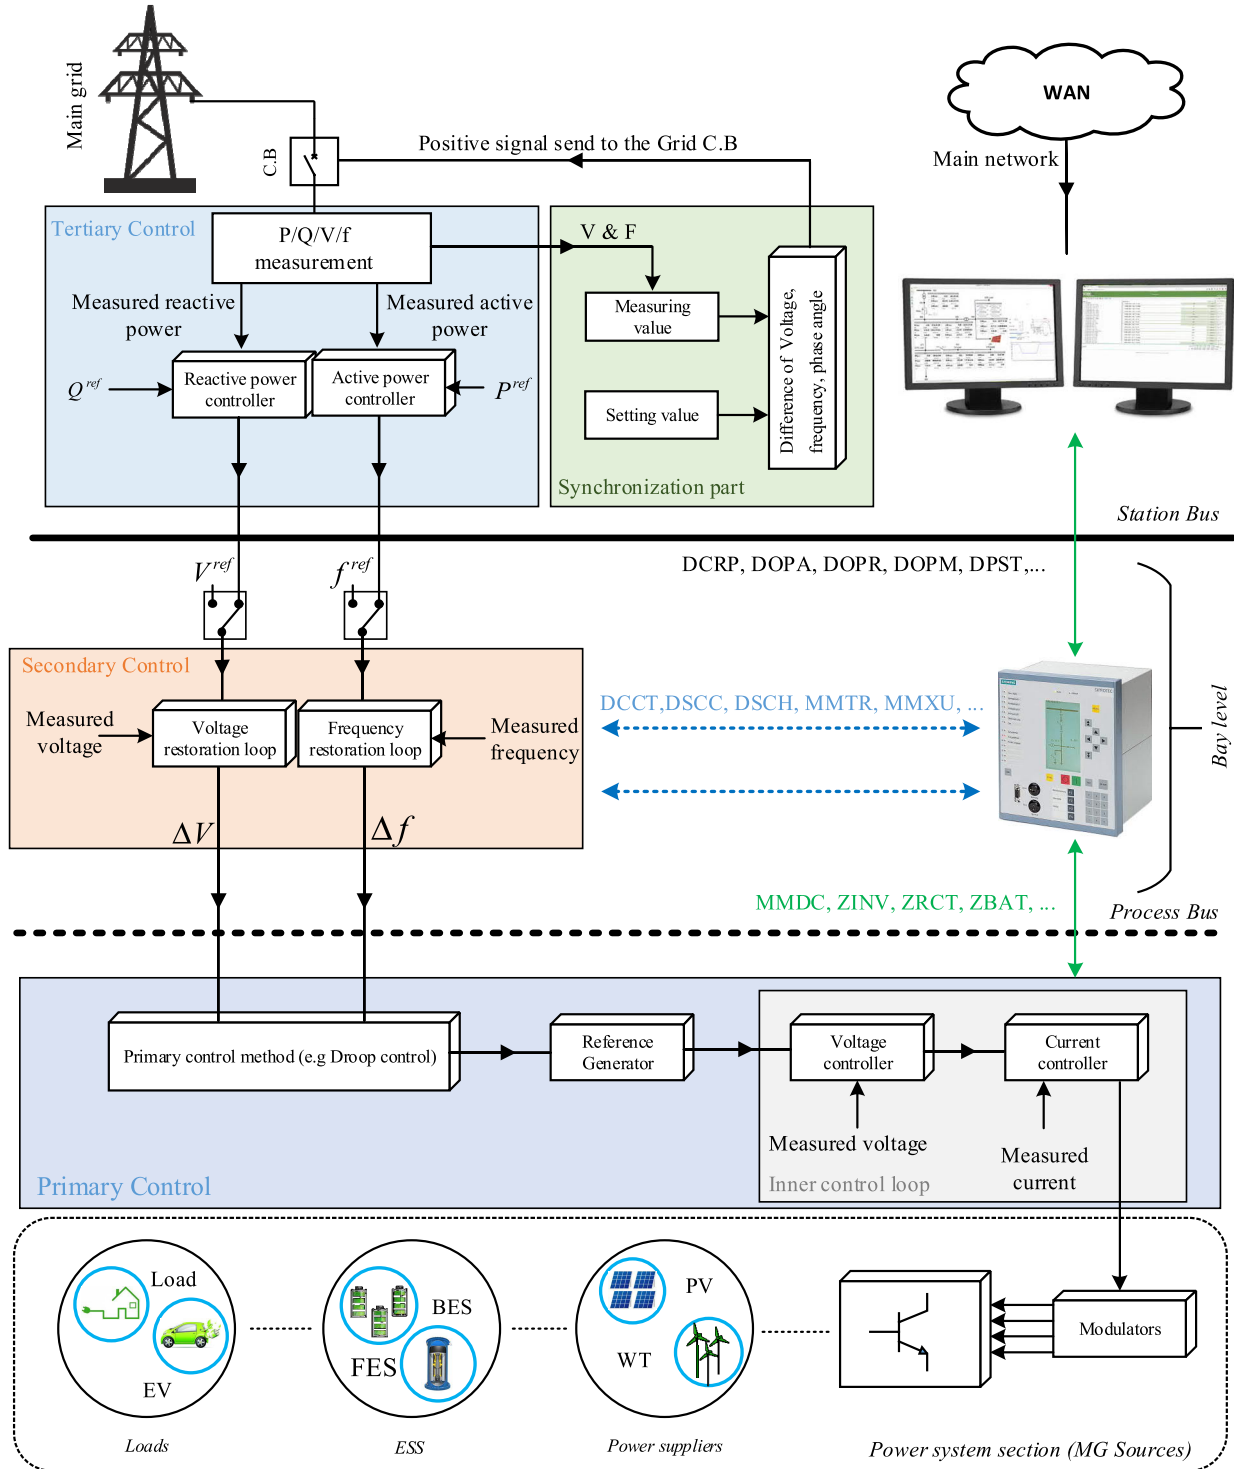 Main grid
C.B
Positive signal send to the Grid C.B
WAN
Main network
Tertiary Control
P/Q/V/f
measurement
V & F
Measured reactive
power
Measured active
power
Measuring
value
Difference of Voltage,
frequency, phase angle
Q^ref
Reactive power
controller
Active power
controller
P^ref
Setting value
Synchronization part
Station Bus
V^ref
f^ref
DCRP, DOPA, DOPR, DOPM, DPST,...
Secondary Control
Measured
voltage
Voltage
restoration loop
Frequency
restoration loop
Measured
frequency
DCCT,DSCC, DSCH, MMTR, MMXU, ...
SIEMENS
Bay level
ΔV
Δf
MMDC, ZINV, ZRCT, ZBAT, ...
Process Bus
Primary control method (e.g Droop control)
Reference
Generator
Voltage
controller
Current
controller
Measured voltage
Measured
current
Primary Control
Inner control loop
Load
EV
BES
FES
PV
WT
Modulators
Loads
ESS
Power suppliers
Power system section (MG Sources)